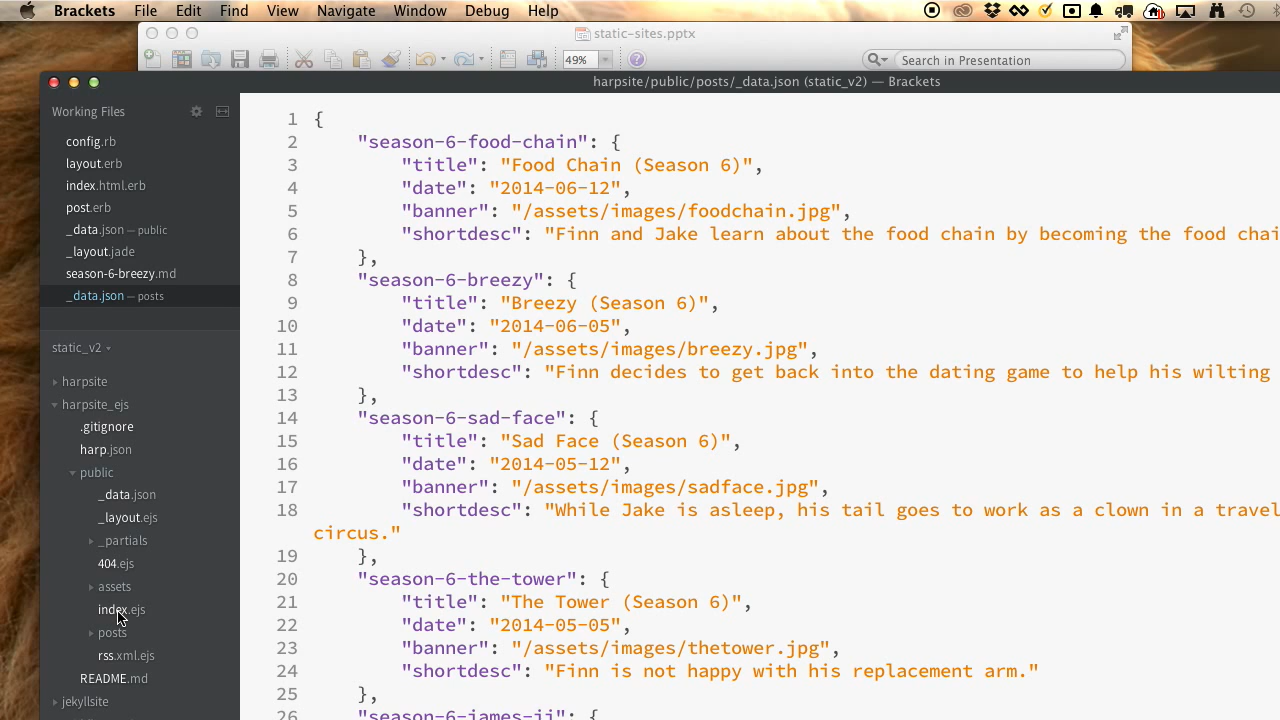 Brackets File Edit Find View Navigate Window Debug Help
static-sites.pptx
49% Search in Presentation
harpsite/public/posts/_data.json (static_v2) — Brackets
Working Files
config.rb
layout.erb
index.html.erb
post.erb
_data.json — public
_layout.jade
season-6-breezy.md
_data.json — posts
static_v2
harpsite
harpsite_ejs
.gitignore
harp.json
public
_data.json
_layout.ejs
_partials
404.ejs
assets
index.ejs
posts
rss.xml.ejs
README.md
jekyllsite
1 {
2 "season-6-food-chain": {
3 "title": "Food Chain (Season 6)",
4 "date": "2014-06-12",
5 "banner": "/assets/images/foodchain.jpg",
6 "shortdesc": "Finn and Jake learn about the food chain by becoming the food chai
7 },
8 "season-6-breezy": {
9 "title": "Breezy (Season 6)",
10 "date": "2014-06-05",
11 "banner": "/assets/images/breezy.jpg",
12 "shortdesc": "Finn decides to get back into the dating game to help his wilting
13 },
14 "season-6-sad-face": {
15 "title": "Sad Face (Season 6)",
16 "date": "2014-05-12",
17 "banner": "/assets/images/sadface.jpg",
18 "shortdesc": "While Jake is asleep, his tail goes to work as a clown in a travel
circus."
19 },
20 "season-6-the-tower": {
21 "title": "The Tower (Season 6)",
22 "date": "2014-05-05",
23 "banner": "/assets/images/thetower.jpg",
24 "shortdesc": "Finn is not happy with his replacement arm."
25 },
26 "season-6-james-ii": {